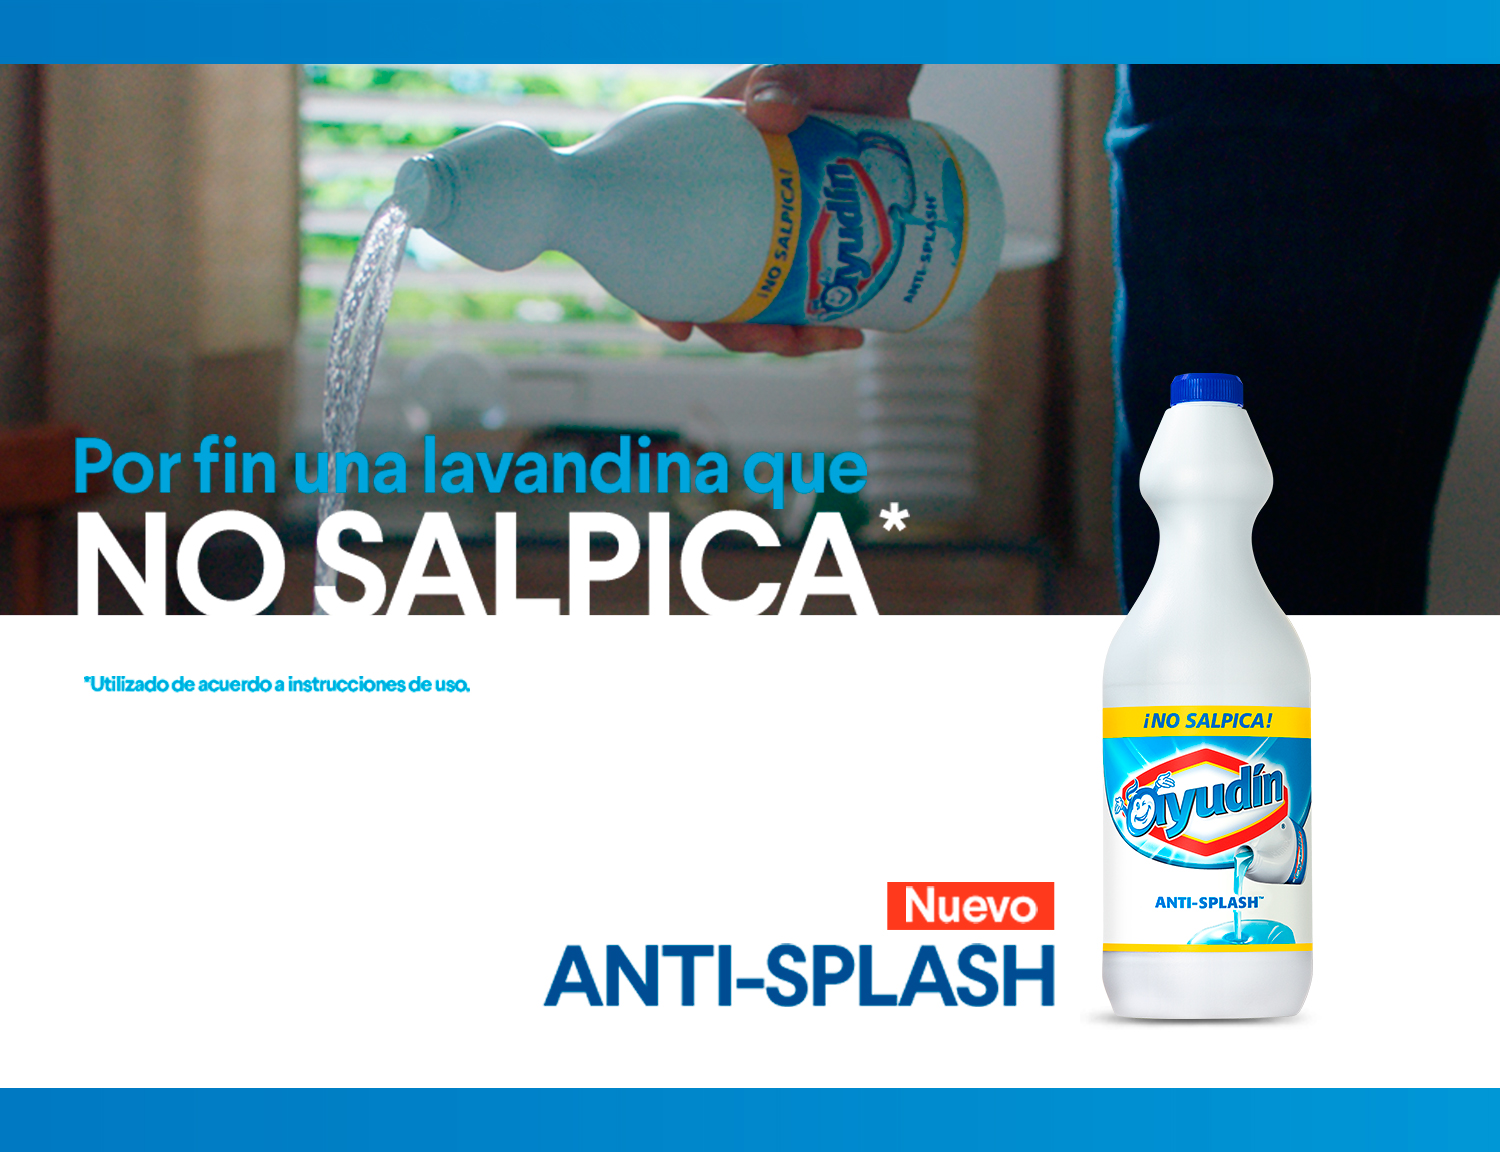 ¡NO SALPICA!
Ayudín
ANTI-SPLASH
Por fin una lavandina que
NO SALPICA*
*Utilizado de acuerdo a instrucciones de uso.
¡NO SALPICA!
Ayudín
ANTI-SPLASH™
Nuevo
ANTI-SPLASH